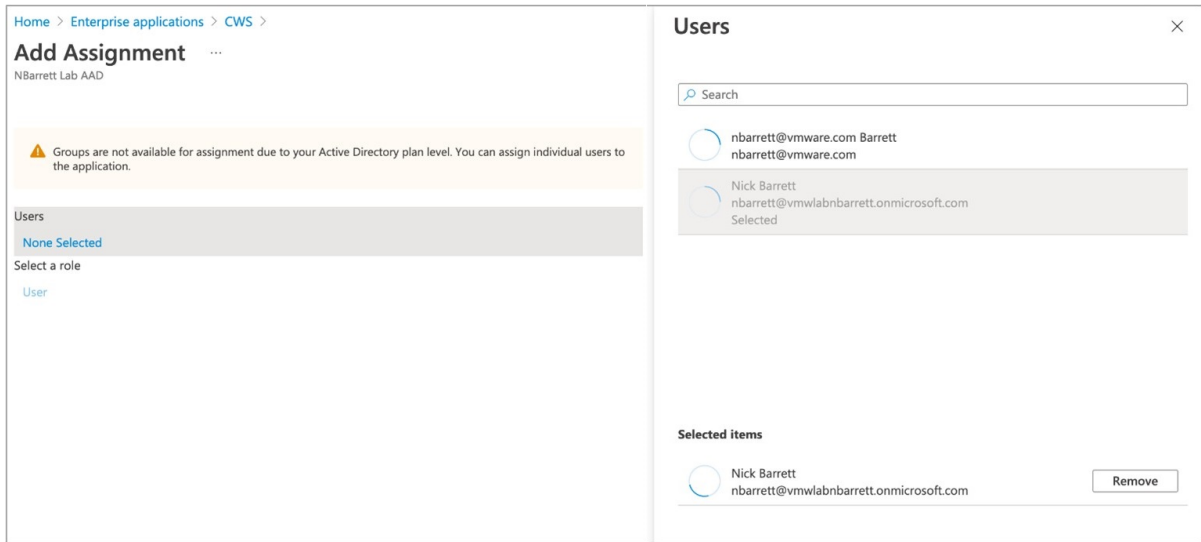 Home > Enterprise applications > CWS >
Add Assignment ...
NBarrett Lab AAD
Groups are not available for assignment due to your Active Directory plan level. You can assign individual users to
the application.
Users
None Selected
Select a role
User
Users
Search
nbarrett@vmware.com Barrett
nbarrett@vmware.com
Nick Barrett
nbarrett@vmwlabnbarrett.onmicrosoft.com
Selected
Selected items
Nick Barrett
nbarrett@vmwlabnbarrett.onmicrosoft.com
Remove